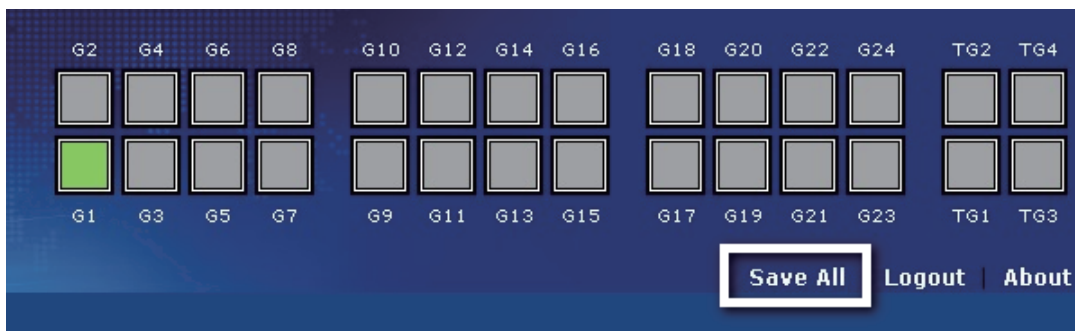 G2 G4 G6 G8 G10 G12 G14 G16 G18 G20 G22 G24 TG2 TG4
G1 G3 G5 G7 G9 G11 G13 G15 G17 G19 G21 G23 TG1 TG3
Save All Logout | About